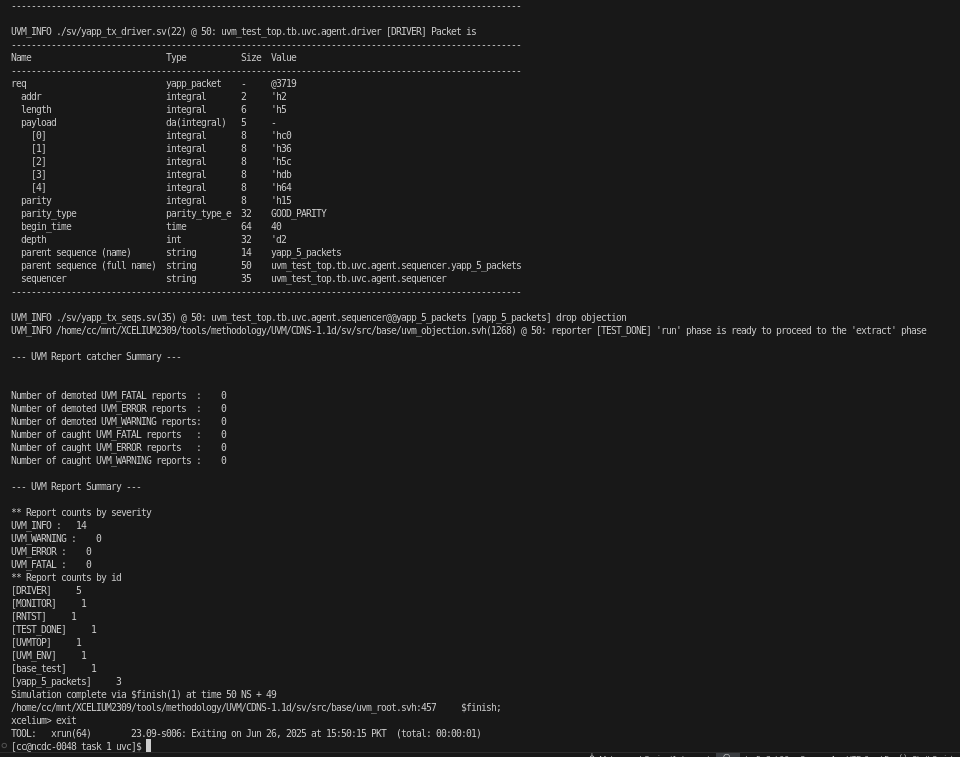 ----------------------------------------------------------------------------------------------------
UVM_INFO ./sv/yapp_tx_driver.sv(22) @ 50: uvm_test_top.tb.uvc.agent.driver [DRIVER] Packet is
----------------------------------------------------------------------------------------------------
Name                           Type           Size  Value
----------------------------------------------------------------------------------------------------
req                            yapp_packet    -     @3719
  addr                         integral       2     'h2
  length                       integral       6     'h5
  payload                      da(integral)   5     -
    [0]                        integral       8     'hc0
    [1]                        integral       8     'h36
    [2]                        integral       8     'h5c
    [3]                        integral       8     'hdb
    [4]                        integral       8     'h64
  parity                       integral       8     'h15
  parity_type                  parity_type_e  32    GOOD_PARITY
  begin_time                   time           64    40
  depth                        int            32    'd2
  parent sequence (name)       string         14    yapp_5_packets
  parent sequence (full name)  string         50    uvm_test_top.tb.uvc.agent.sequencer.yapp_5_packets
  sequencer                    string         35    uvm_test_top.tb.uvc.agent.sequencer
----------------------------------------------------------------------------------------------------
UVM_INFO ./sv/yapp_tx_seqs.sv(35) @ 50: uvm_test_top.tb.uvc.agent.sequencer@@yapp_5_packets [yapp_5_packets] drop objection
UVM_INFO /home/cc/mnt/XCELIUM2309/tools/methodology/UVM/CDNS-1.1d/sv/src/base/uvm_objection.svh(1268) @ 50: reporter [TEST_DONE] 'run' phase is ready to proceed to the 'extract' phase
--- UVM Report catcher Summary ---
Number of demoted UVM_FATAL reports  :    0
Number of demoted UVM_ERROR reports  :    0
Number of demoted UVM_WARNING reports:    0
Number of caught UVM_FATAL reports   :    0
Number of caught UVM_ERROR reports   :    0
Number of caught UVM_WARNING reports :    0
--- UVM Report Summary ---
** Report counts by severity
UVM_INFO :   14
UVM_WARNING :    0
UVM_ERROR :    0
UVM_FATAL :    0
** Report counts by id
[DRIVER]     5
[MONITOR]     1
[RNTST]     1
[TEST_DONE]     1
[UVMTOP]     1
[UVM_ENV]     1
[base_test]     1
[yapp_5_packets]     3
Simulation complete via $finish(1) at time 50 NS + 49
/home/cc/mnt/XCELIUM2309/tools/methodology/UVM/CDNS-1.1d/sv/src/base/uvm_root.svh:457     $finish;
xcelium> exit
TOOL:   xrun(64)        23.09-s006: Exiting on Jun 26, 2025 at 15:50:15 PKT  (total: 00:00:01)
[cc@ncdc-0048 task 1 uvc]$